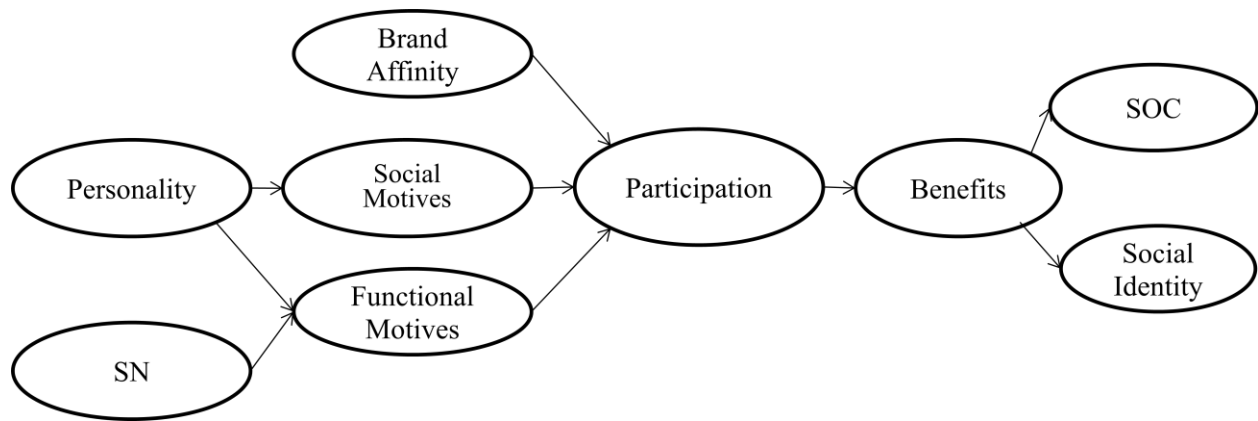 Brand
Affinity
SOC
Personality
Social
Motives
Participation
Benefits
Social
Identity
Functional
Motives
SN